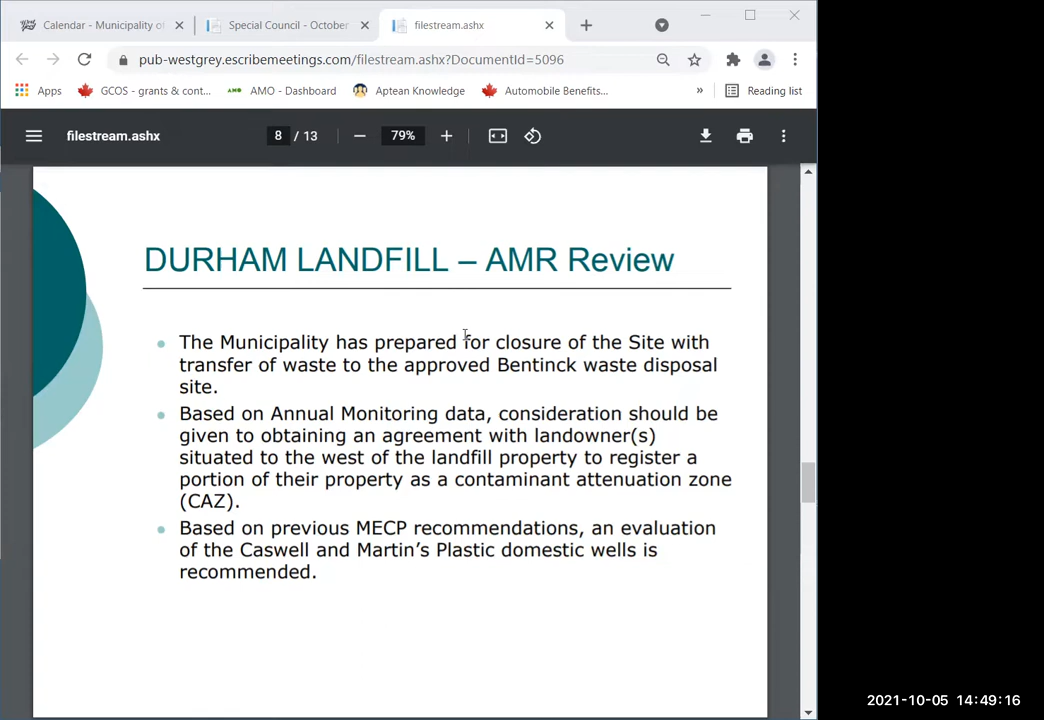 Calendar - Municipality of
Special Council - October
filestream.ashx
pub-westgrey.escribemeetings.com/filestream.ashx?DocumentId=5096
Apps
GCOS - grants & cont...
AMO - Dashboard
Aptean Knowledge
Automobile Benefits...
»
Reading list
filestream.ashx
8 / 13
79%
DURHAM LANDFILL – AMR Review
The Municipality has prepared for closure of the Site with
transfer of waste to the approved Bentinck waste disposal
site.
Based on Annual Monitoring data, consideration should be
given to obtaining an agreement with landowner(s)
situated to the west of the landfill property to register a
portion of their property as a contaminant attenuation zone
(CAZ).
Based on previous MECP recommendations, an evaluation
of the Caswell and Martin's Plastic domestic wells is
recommended.
2021-10-05 14:49:16